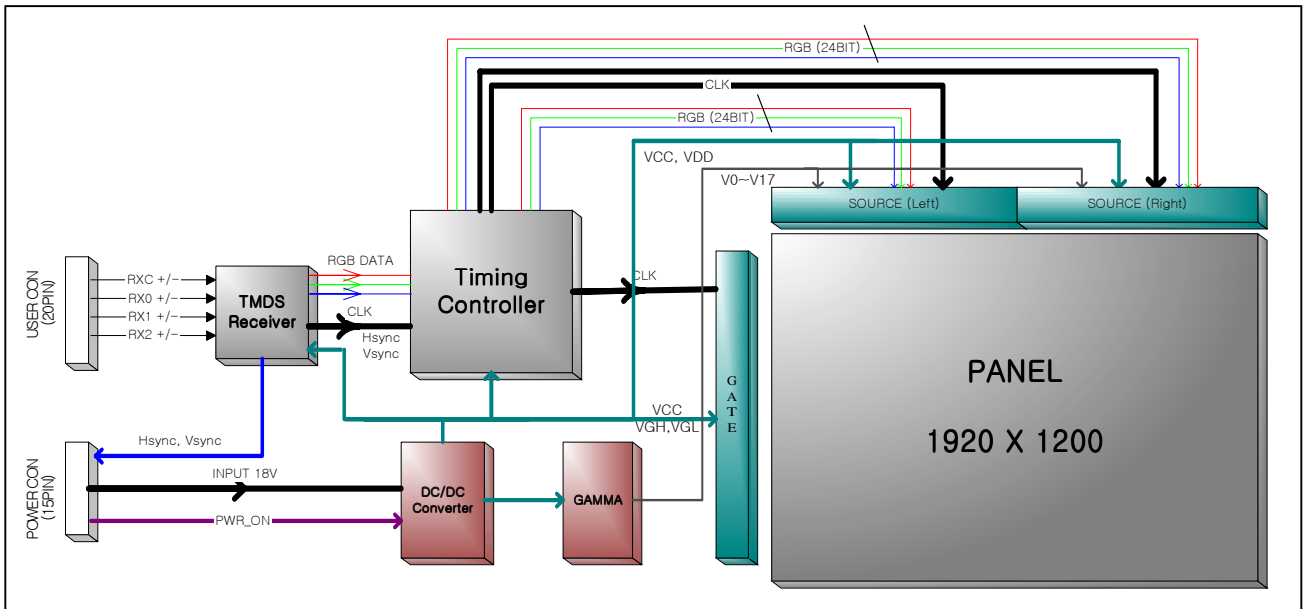 RGB (24BIT)
CLK
RGB (24BIT)
VCC, VDD
V0~V17
SOURCE (Left)
SOURCE (Right)
USER CON
(20PIN)
RXC +/-
RX0 +/-
RX1 +/-
RX2 +/-
TMDS
Receiver
RGB DATA
CLK
Hsync
Vsync
Timing
Controller
CLK
GATE
PANEL
1920 X 1200
VCC
VGH,VGL
Hsync, Vsync
POWER CON
(15PIN)
INPUT 18V
PWR_ON
DC/DC
Converter
GAMMA